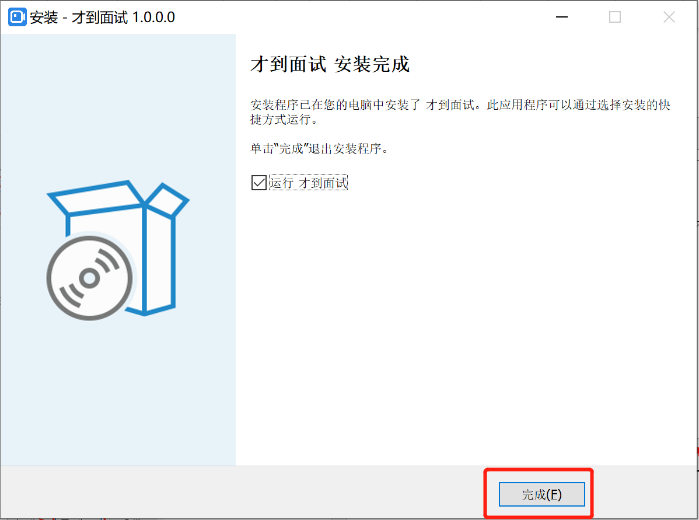 安装 - 才到面试 1.0.0.0
才到面试 安装完成
安装程序已在您的电脑中安装了 才到面试。此应用程序可以通过选择安装的快
捷方式运行。
单击“完成”退出安装程序。
运行 才到面试
完成(F)